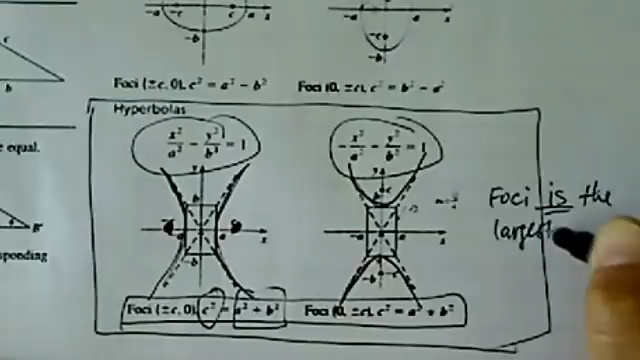 -a -c c a x
-b
-a a x
-c
-b
c
b
Foci (±c, 0), c² = a² − b² Foci (0, ±c), c² = b² − a²
Hyperbolas
e equal.
x²/a² − y²/b² = 1
−x²/a² − y²/b² = 1
Foci is the
largest
sponding
Foci (±c, 0), c² = a² + b² Foci (0, ±c), c² = a² + b²